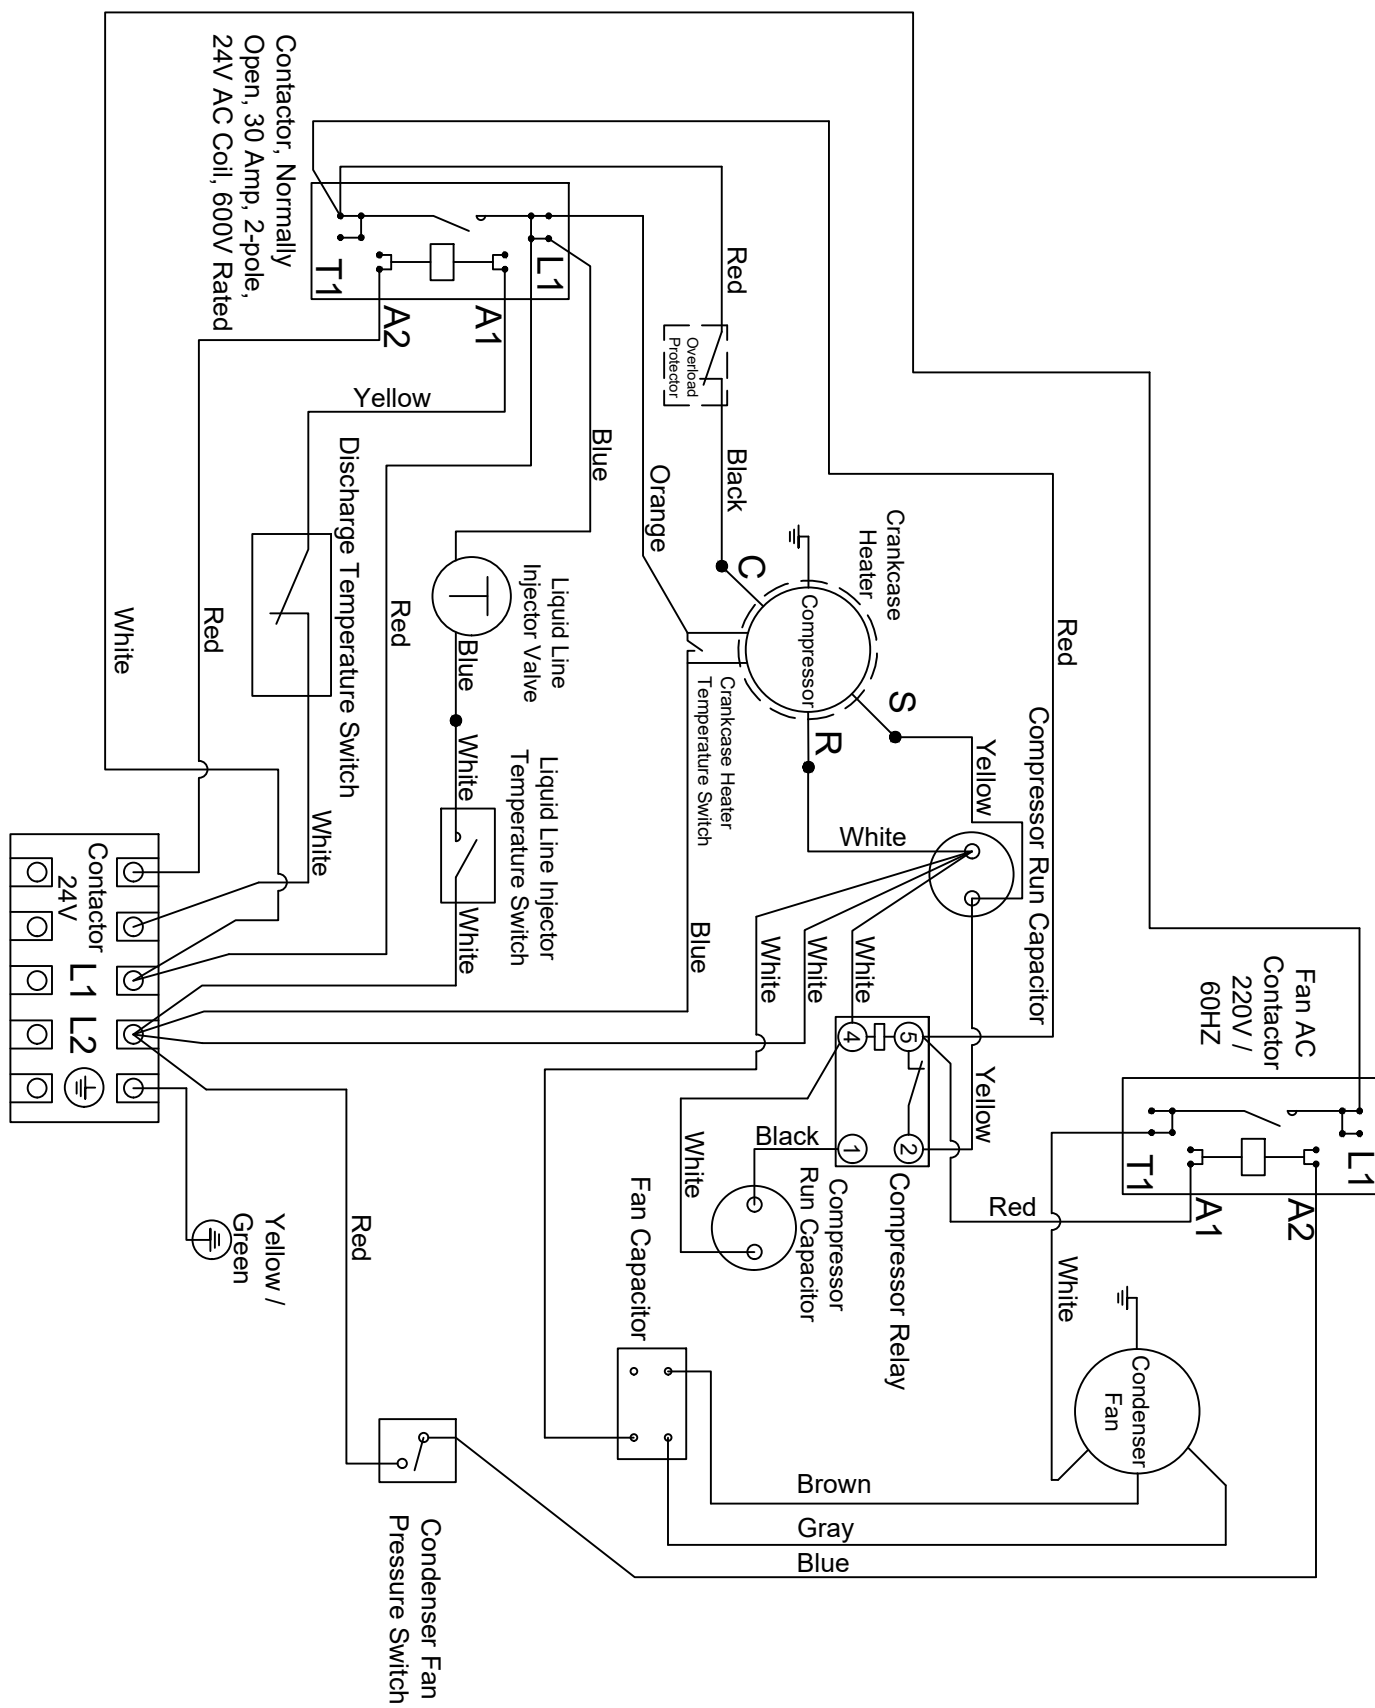 Contactor, Normally
Open, 30 Amp, 2-pole,
24V AC Coil, 600V Rated
T1
L1
A2
A1
Red
Overload
Protector
Black
Yellow
Blue
Orange
Discharge Temperature Switch
Red
Red
White
White
Liquid Line
Injector Valve
Blue
White
Liquid Line Injector
Temperature Switch
White
Crankcase
Heater
Compressor
C
S
R
Crankcase Heater
Temperature Switch
Blue
Red
Yellow
White
Compressor Run Capacitor
White
White
White
Yellow
4
5
1
2
Compressor Relay
Black
White
Compressor
Run Capacitor
Fan AC
Contactor
220V /
60HZ
T1
L1
A1
A2
Red
White
Condenser
Fan
Fan Capacitor
Brown
Gray
Blue
Contactor
24V
L1
L2
Yellow /
Green
Red
Condenser Fan
Pressure Switch